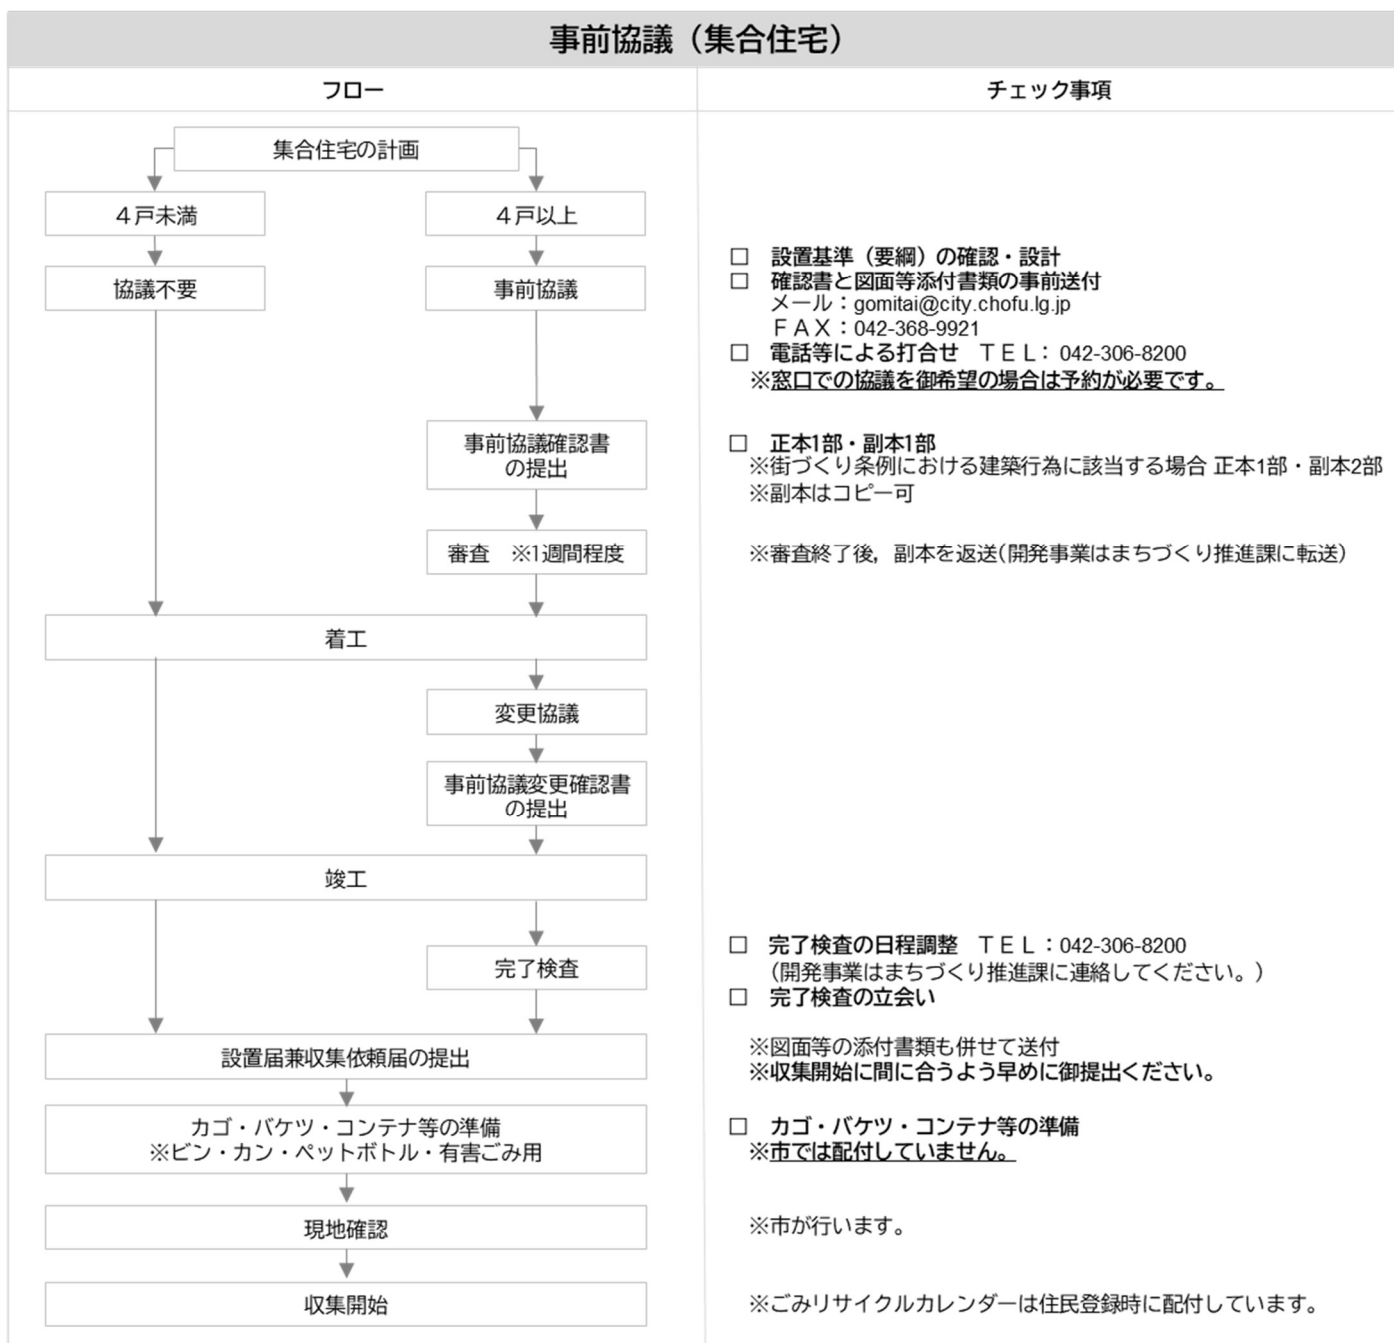 事前協議（集合住宅）
フロー
チェック事項
集合住宅の計画
４戸未満
４戸以上
協議不要
事前協議
□ 設置基準（要綱）の確認・設計
□ 確認書と図面等添付書類の事前送付
メール：gomitai@city.chofu.lg.jp
ＦＡＸ：042-368-9921
□ 電話等による打合せ ＴＥＬ：042-306-8200
※窓口での協議を御希望の場合は予約が必要です。
事前協議確認書
の提出
□ 正本1部・副本1部
※街づくり条例における建築行為に該当する場合 正本1部・副本2部
※副本はコピー可
審査 ※1週間程度
※審査終了後，副本を返送(開発事業はまちづくり推進課に転送)
着工
変更協議
事前協議変更確認書
の提出
竣工
完了検査
□ 完了検査の日程調整 ＴＥＬ：042-306-8200
（開発事業はまちづくり推進課に連絡してください。）
□ 完了検査の立会い
設置届兼収集依頼届の提出
※図面等の添付書類も併せて送付
※収集開始に間に合うよう早めに御提出ください。
カゴ・バケツ・コンテナ等の準備
※ビン・カン・ペットボトル・有害ごみ用
□ カゴ・バケツ・コンテナ等の準備
※市では配付していません。
現地確認
※市が行います。
収集開始
※ごみリサイクルカレンダーは住民登録時に配付しています。